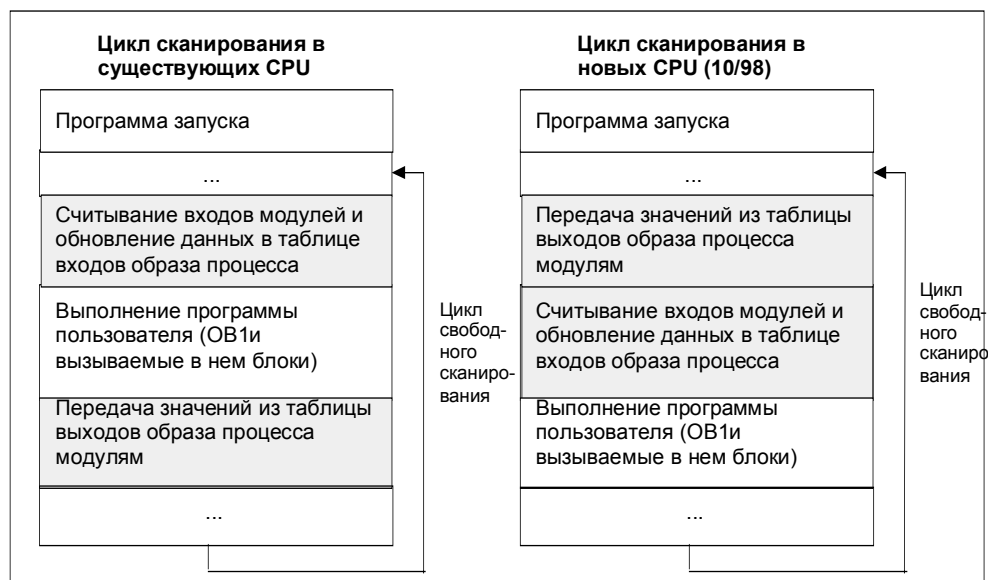 Цикл сканирования в
существующих CPU
Программа запуска
...
Считывание входов модулей и
обновление данных в таблице
входов образа процесса
Выполнение программы
пользователя (OB1и
вызываемые в нем блоки)
Передача значений из таблицы
выходов образа процесса
модулям
...
Цикл
свобод-
ного
сканиро-
вания
Цикл сканирования в
новых CPU (10/98)
Программа запуска
...
Передача значений из таблицы
выходов образа процесса
модулям
Считывание входов модулей и
обновление данных в таблице
входов образа процесса
Выполнение программы
пользователя (OB1и
вызываемые в нем блоки)
...
Цикл
свобод-
ного
сканиро
вания